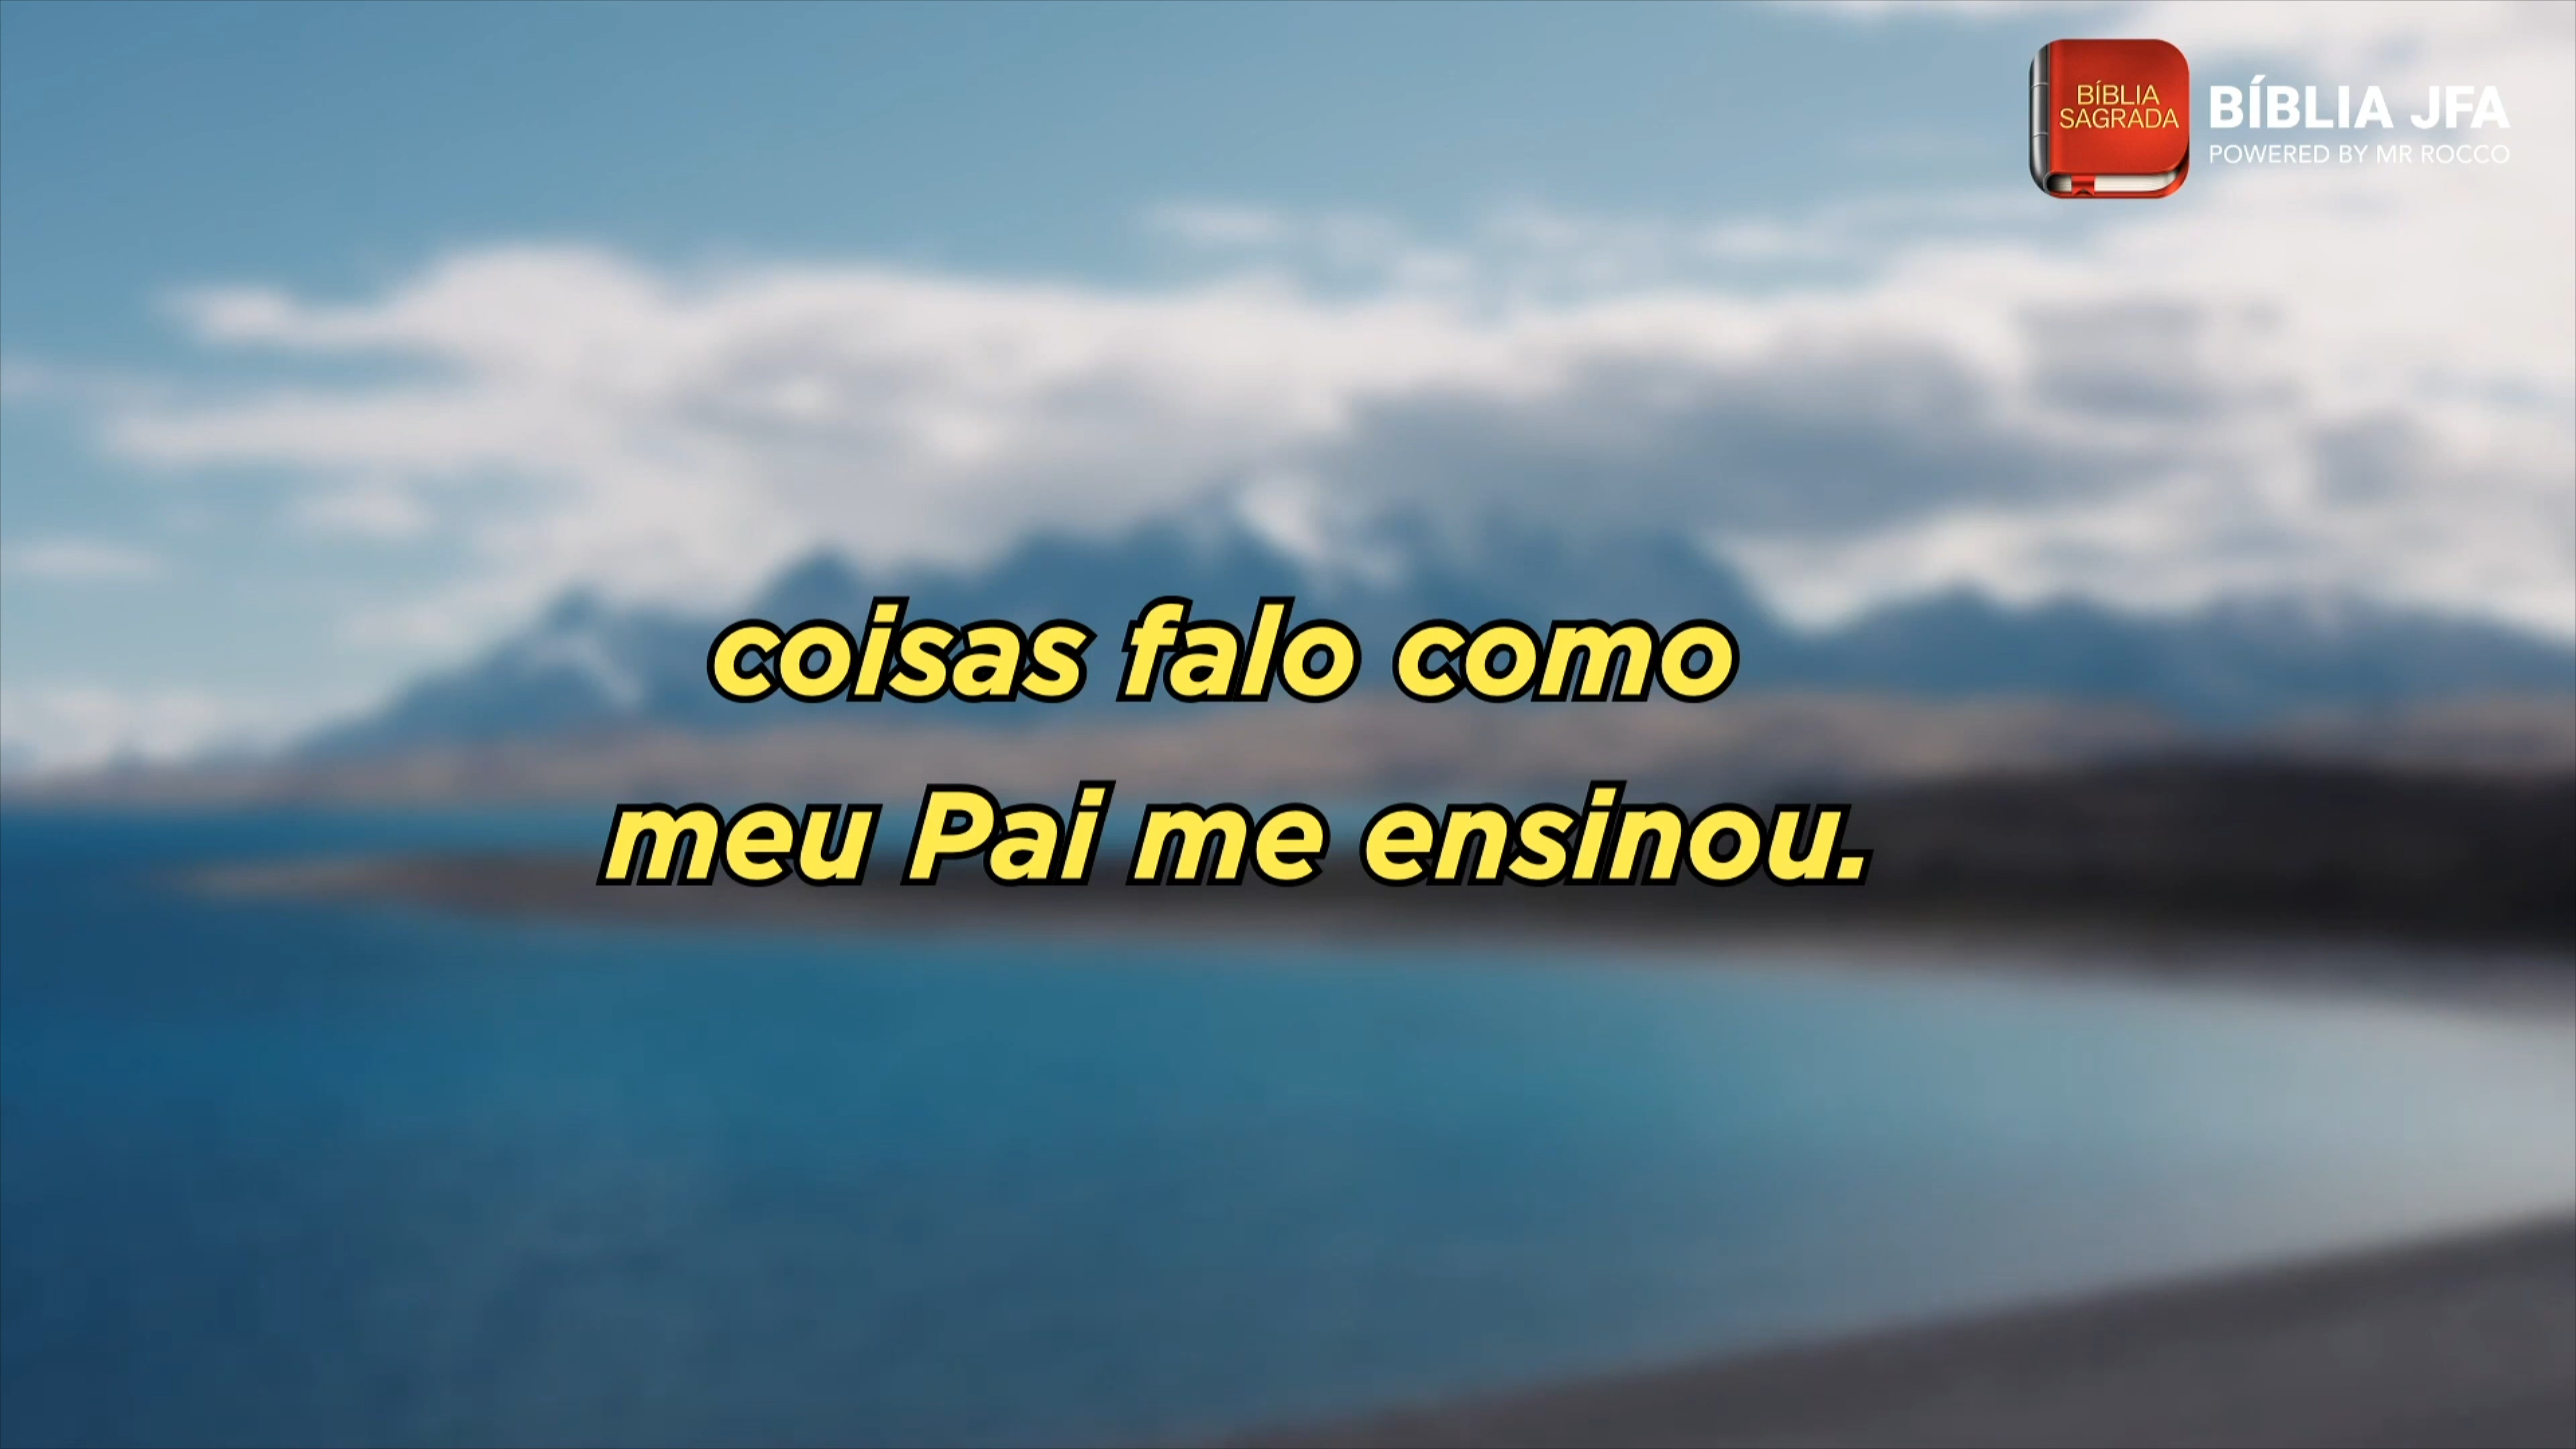 BÍBLIA
SAGRADA
BÍBLIA JFA
POWERED BY MR ROCCO
coisas falo como
meu Pai me ensinou.